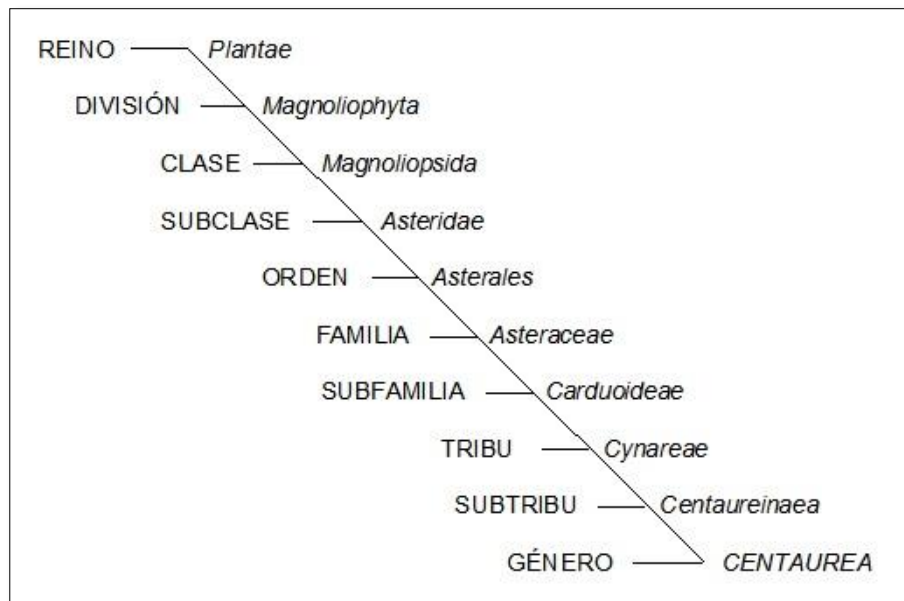 REINO Plantae
DIVISIÓN Magnoliophyta
CLASE Magnoliopsida
SUBCLASE Asteridae
ORDEN Asterales
FAMILIA Asteraceae
SUBFAMILIA Carduoideae
TRIBU Cynareae
SUBTRIBU Centaureinaea
GÉNERO CENTAUREA